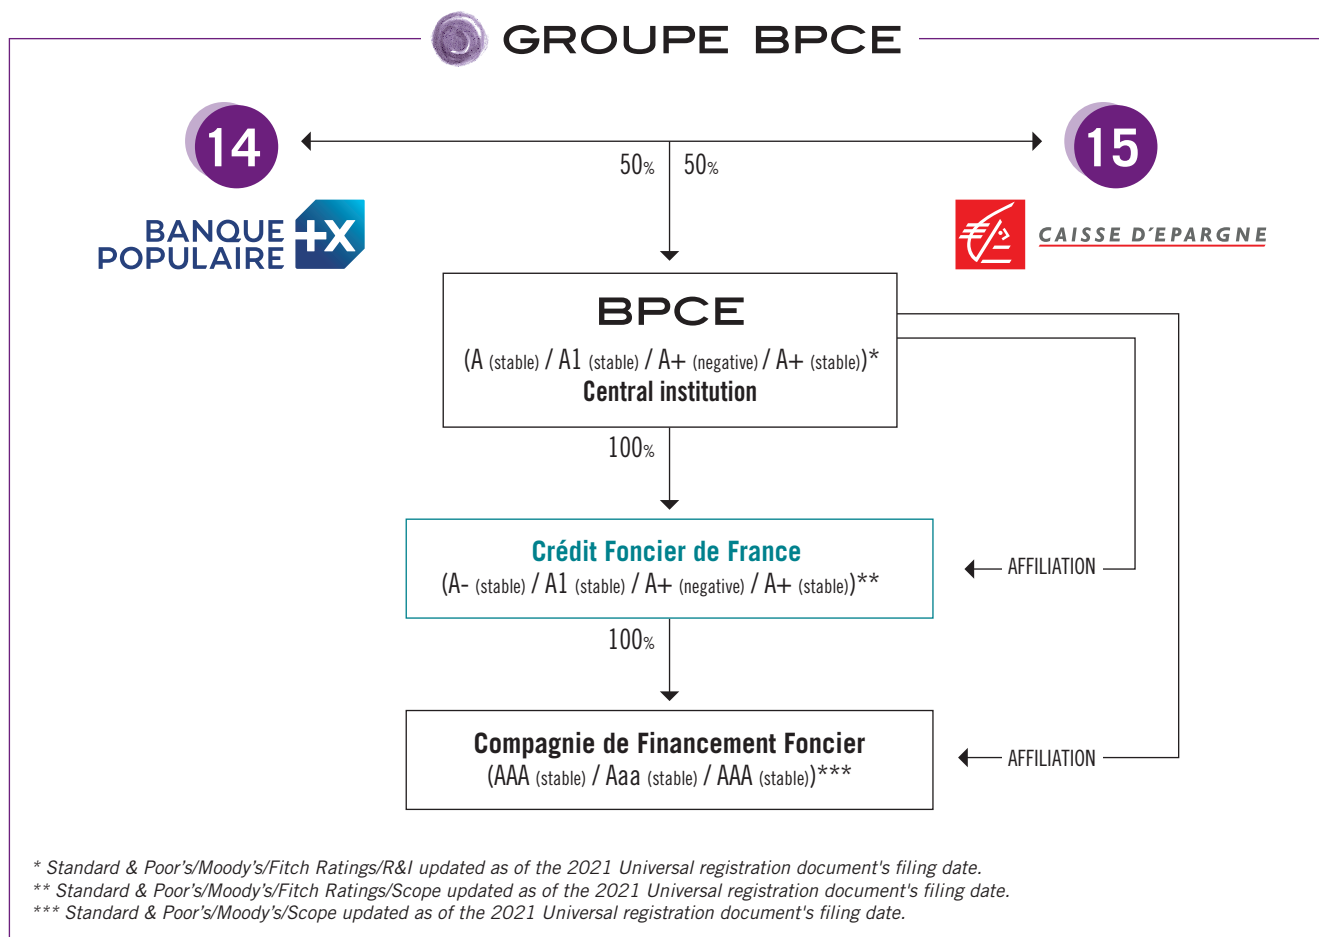 GROUPE BPCE
14
15
50% 50%
BANQUE
POPULAIRE
+X
CAISSE D'EPARGNE
BPCE
(A (stable) / A1 (stable) / A+ (negative) / A+ (stable))*
Central institution
100%
Crédit Foncier de France
(A- (stable) / A1 (stable) / A+ (negative) / A+ (stable))**
AFFILIATION
100%
Compagnie de Financement Foncier
(AAA (stable) / Aaa (stable) / AAA (stable))***
AFFILIATION
* Standard & Poor's/Moody's/Fitch Ratings/R&I updated as of the 2021 Universal registration document's filing date.
** Standard & Poor's/Moody's/Fitch Ratings/Scope updated as of the 2021 Universal registration document's filing date.
*** Standard & Poor's/Moody's/Scope updated as of the 2021 Universal registration document's filing date.